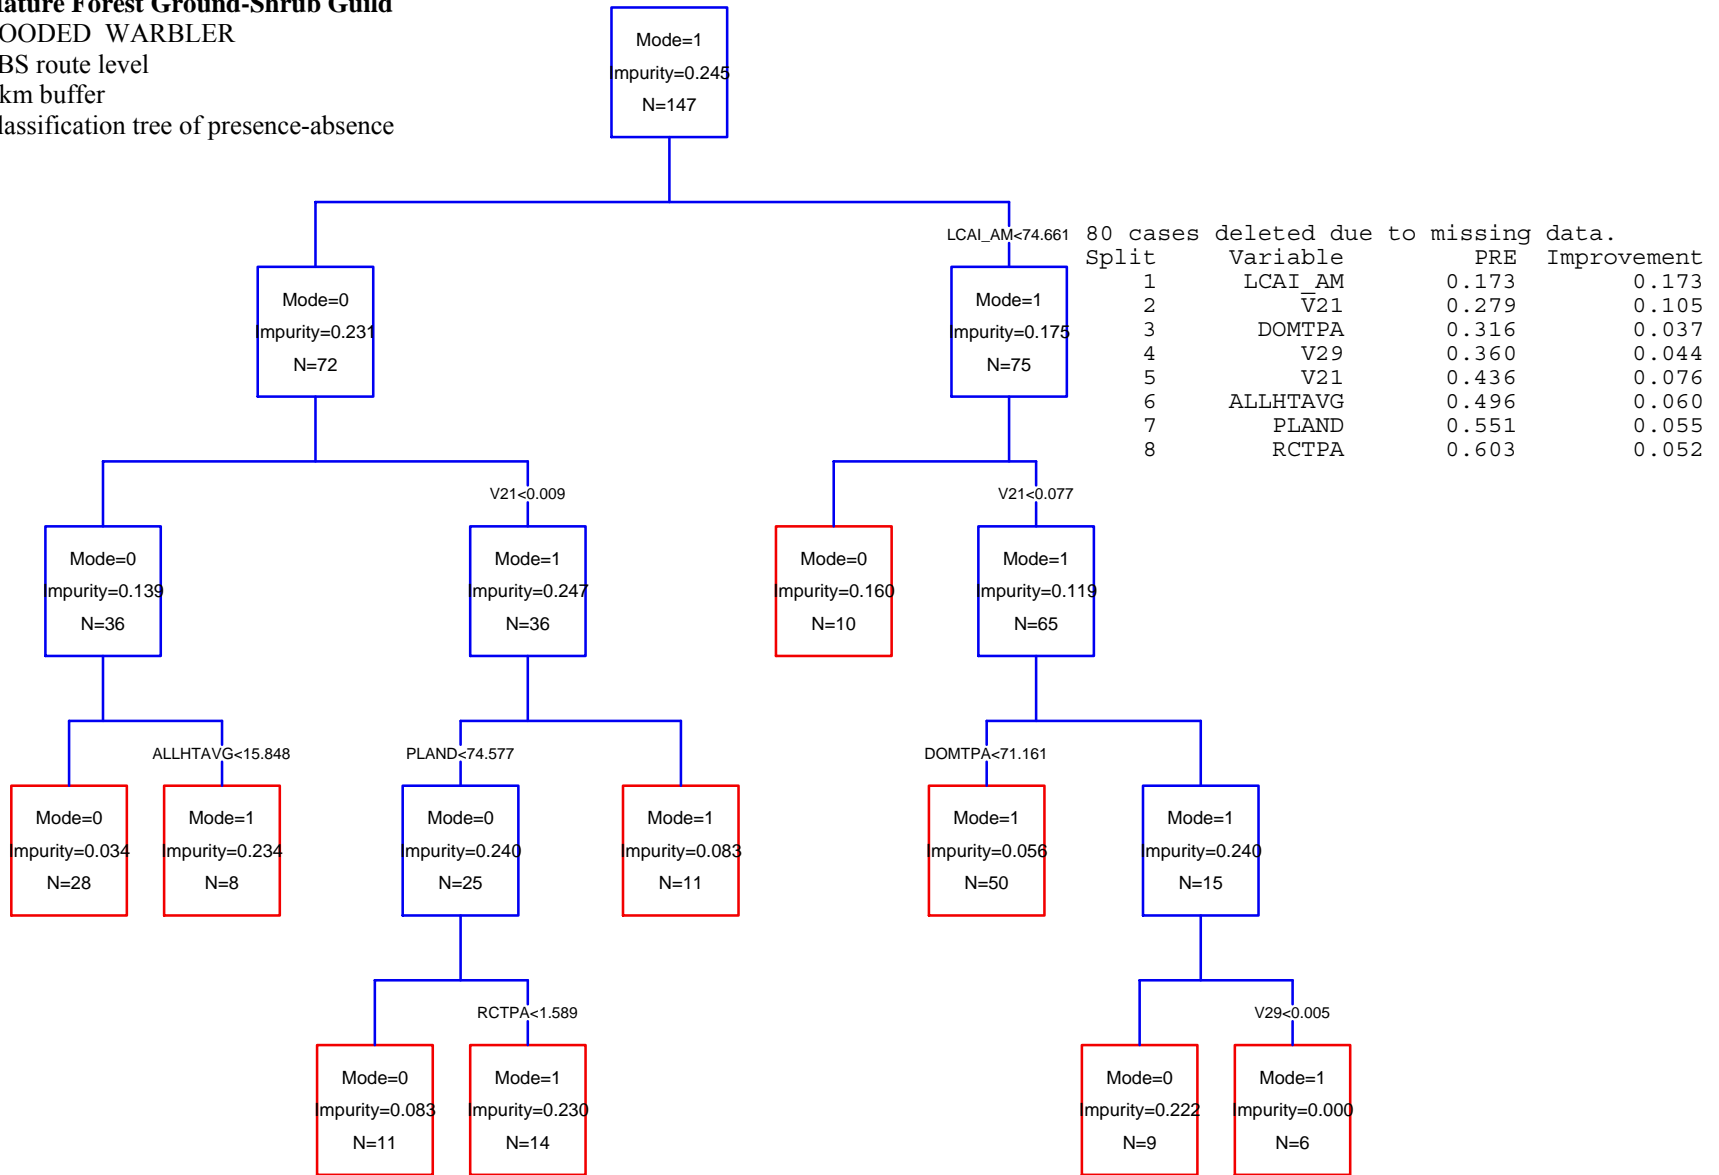 ature Forest Ground-Shrub Guild
OODED WARBLER
BS route level
km buffer
lassification tree of presence-absence
Mode=1
Impurity=0.245
N=147
LCAI_AM<74.661
80 cases deleted due to missing data.
Split Variable PRE Improvement
1 LCAI_AM 0.173 0.173
2 V21 0.279 0.105
3 DOMTPA 0.316 0.037
4 V29 0.360 0.044
5 V21 0.436 0.076
6 ALLHTAVG 0.496 0.060
7 PLAND 0.551 0.055
8 RCTPA 0.603 0.052
Mode=0
Impurity=0.231
N=72
Mode=1
Impurity=0.175
N=75
V21<0.009
V21<0.077
Mode=0
Impurity=0.139
N=36
Mode=1
Impurity=0.247
N=36
Mode=0
Impurity=0.160
N=10
Mode=1
Impurity=0.119
N=65
ALLHTAVG<15.848
PLAND<74.577
DOMTPA<71.161
Mode=0
Impurity=0.034
N=28
Mode=1
Impurity=0.234
N=8
Mode=0
Impurity=0.240
N=25
Mode=1
Impurity=0.083
N=11
Mode=1
Impurity=0.056
N=50
Mode=1
Impurity=0.240
N=15
RCTPA<1.589
V29<0.005
Mode=0
Impurity=0.083
N=11
Mode=1
Impurity=0.230
N=14
Mode=0
Impurity=0.222
N=9
Mode=1
Impurity=0.000
N=6